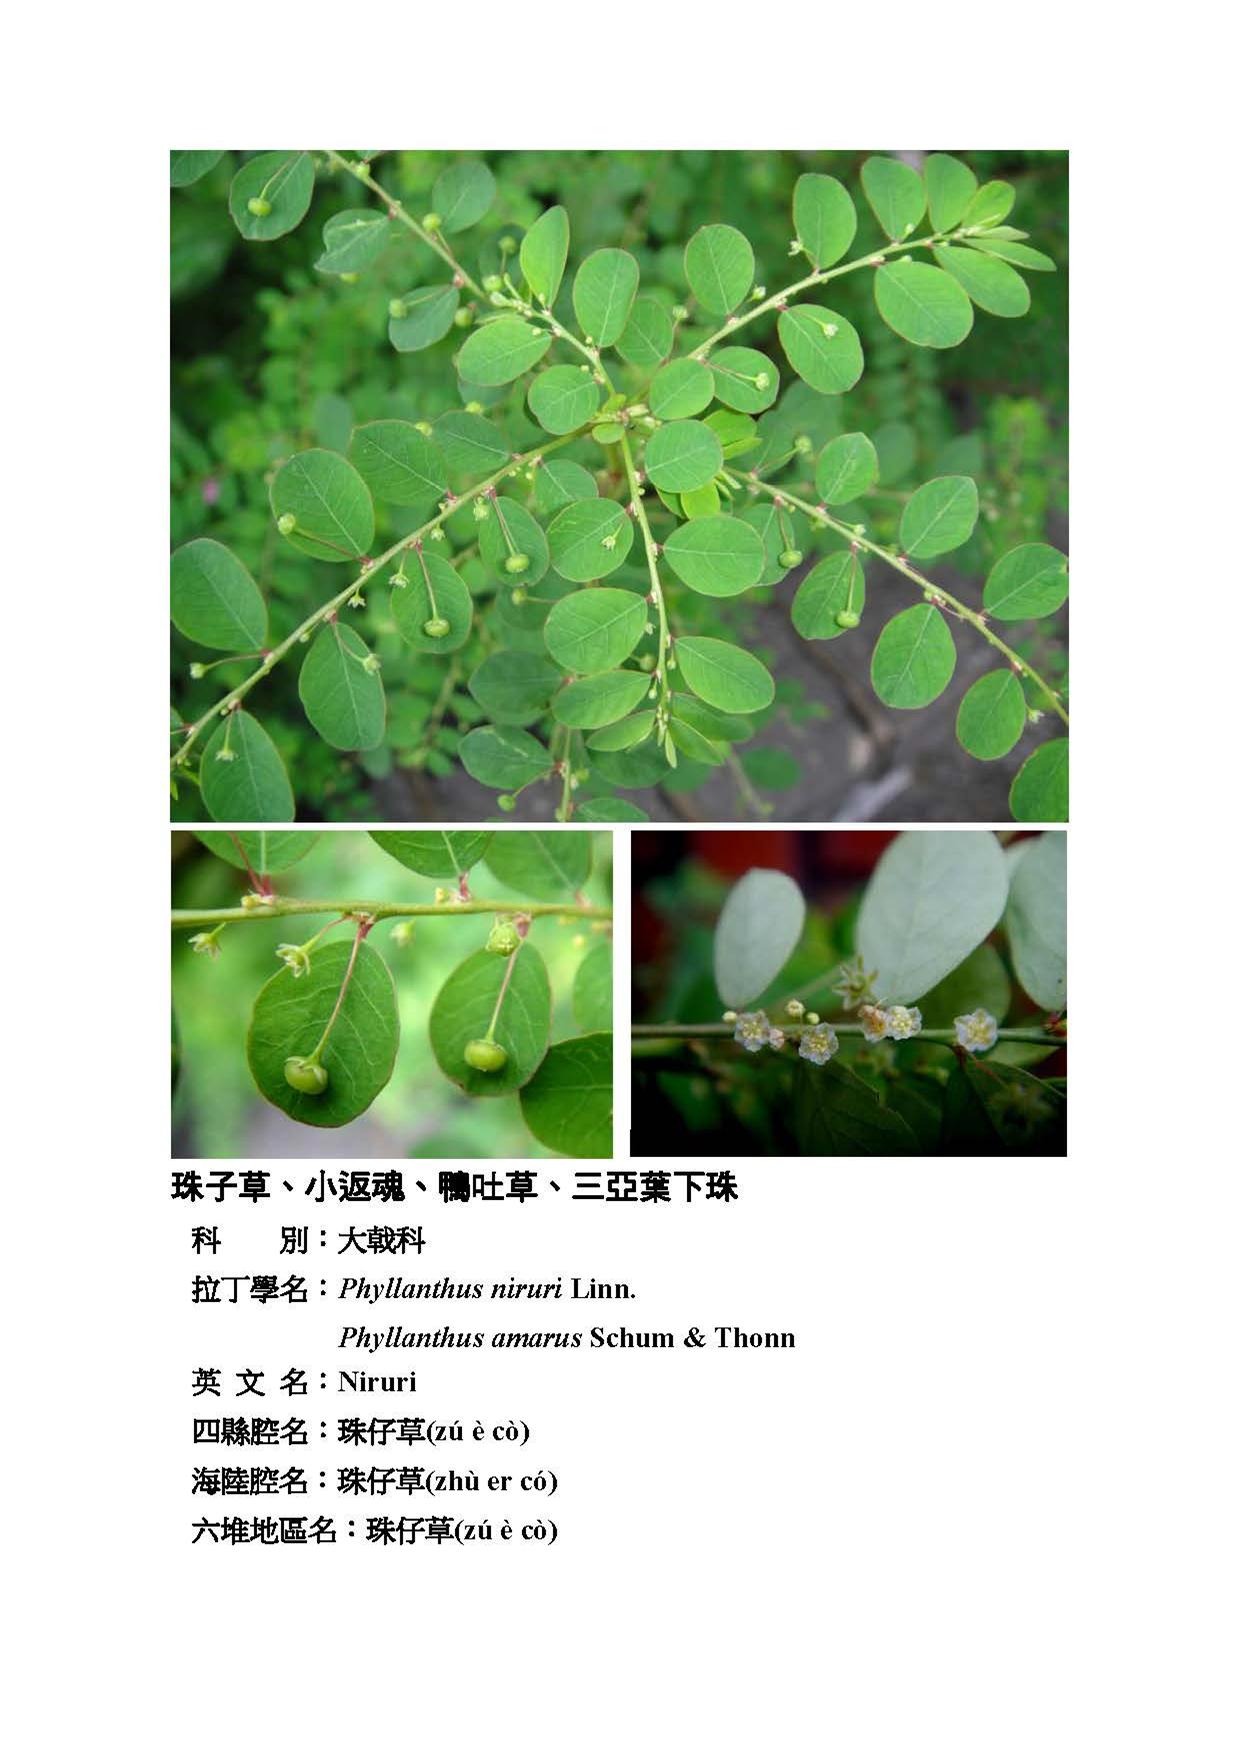 珠子草、小返魂、鴨吐草、三亞葉下珠
科　　別：大戟科
拉丁學名：Phyllanthus niruri Linn.
Phyllanthus amarus Schum & Thonn
英 文 名：Niruri
四縣腔名：珠仔草(zú è cò)
海陸腔名：珠仔草(zhù er có)
六堆地區名：珠仔草(zú è cò)